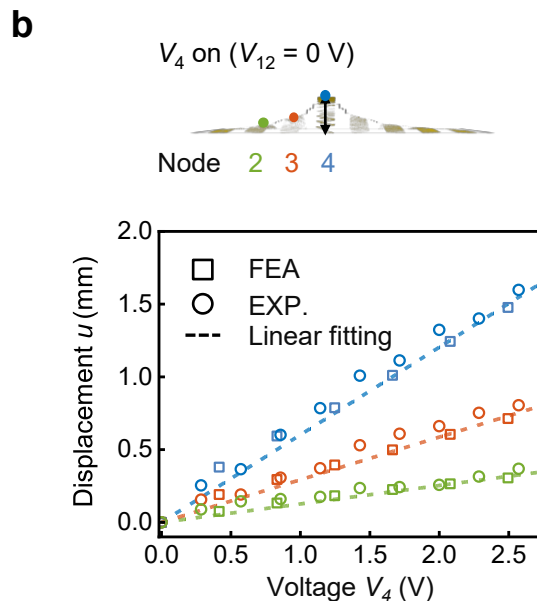 b
V4 on (V12 = 0 V)
Node 2 3 4
2.0
1.5
1.0
0.5
0.0
Displacement u (mm)
FEA
EXP.
Linear fitting
0.0 0.5 1.0 1.5 2.0 2.5
Voltage V4 (V)